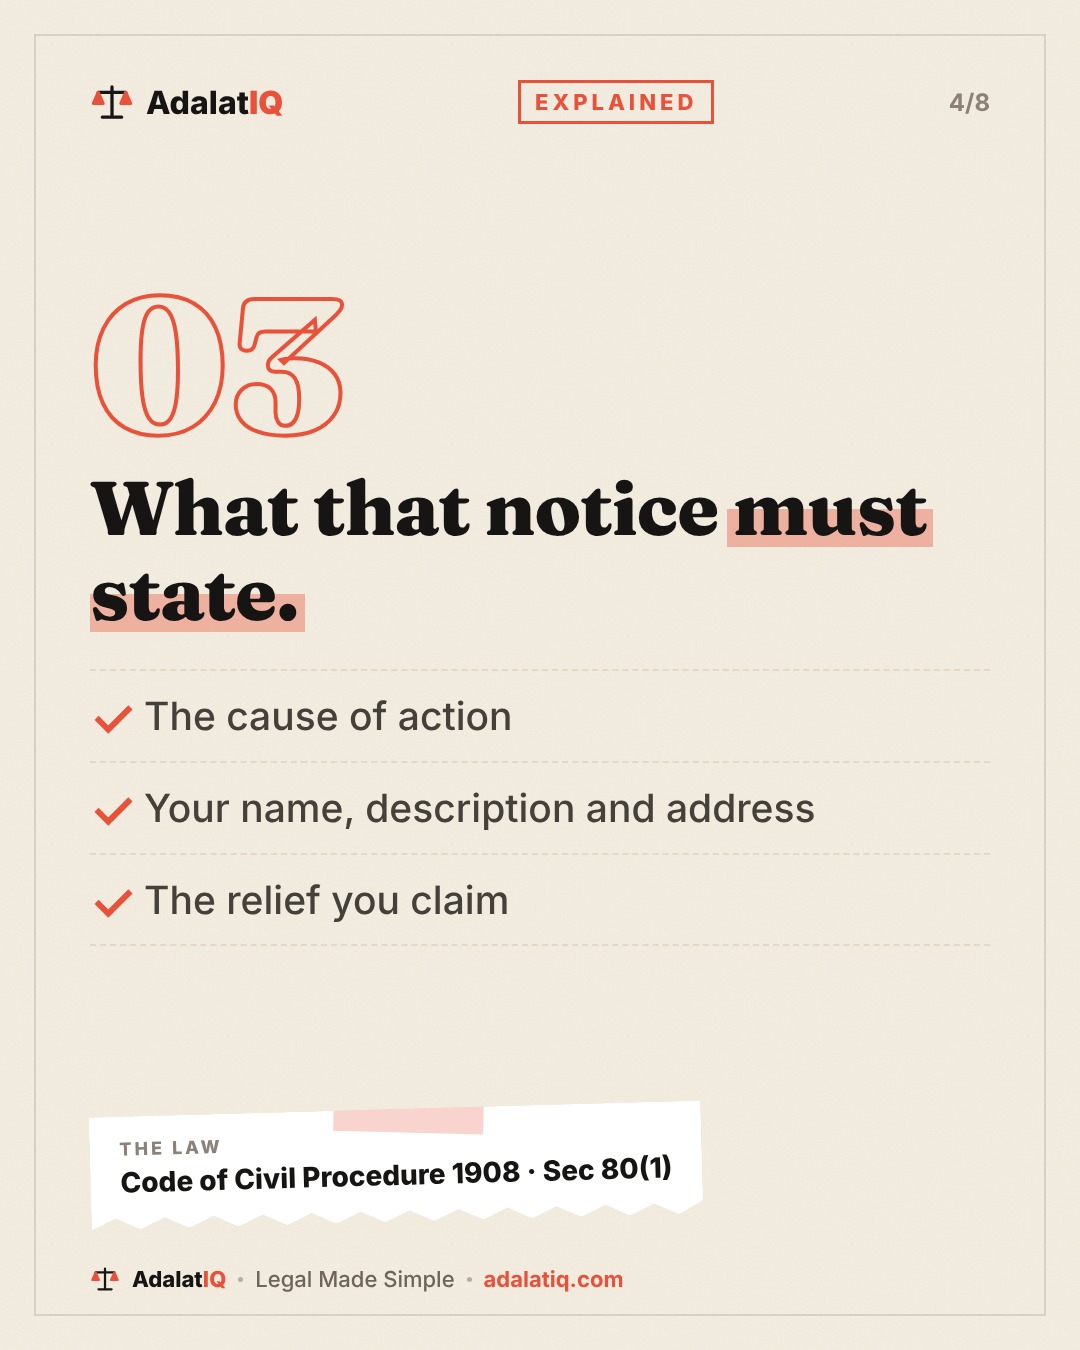 AdalatIQ
EXPLAINED
4/8
03
What that notice must
state.
The cause of action
Your name, description and address
The relief you claim
THE LAW
Code of Civil Procedure 1908 · Sec 80(1)
AdalatIQ • Legal Made Simple • adalatiq.com